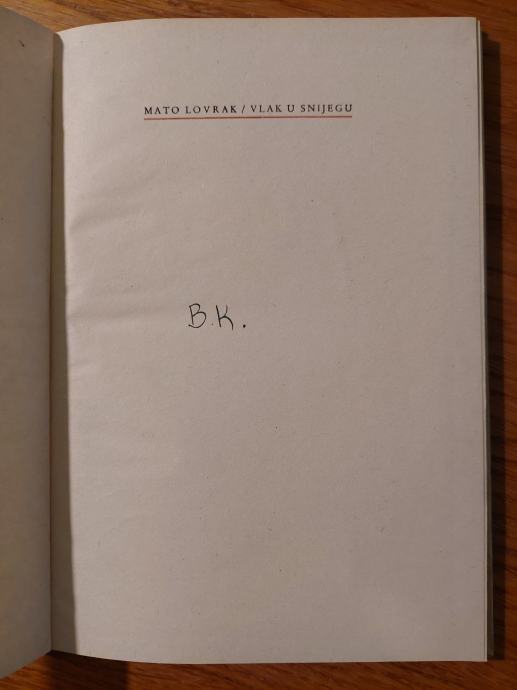 MATO LOVRAK / VLAK U SNIJEGU
B.K.